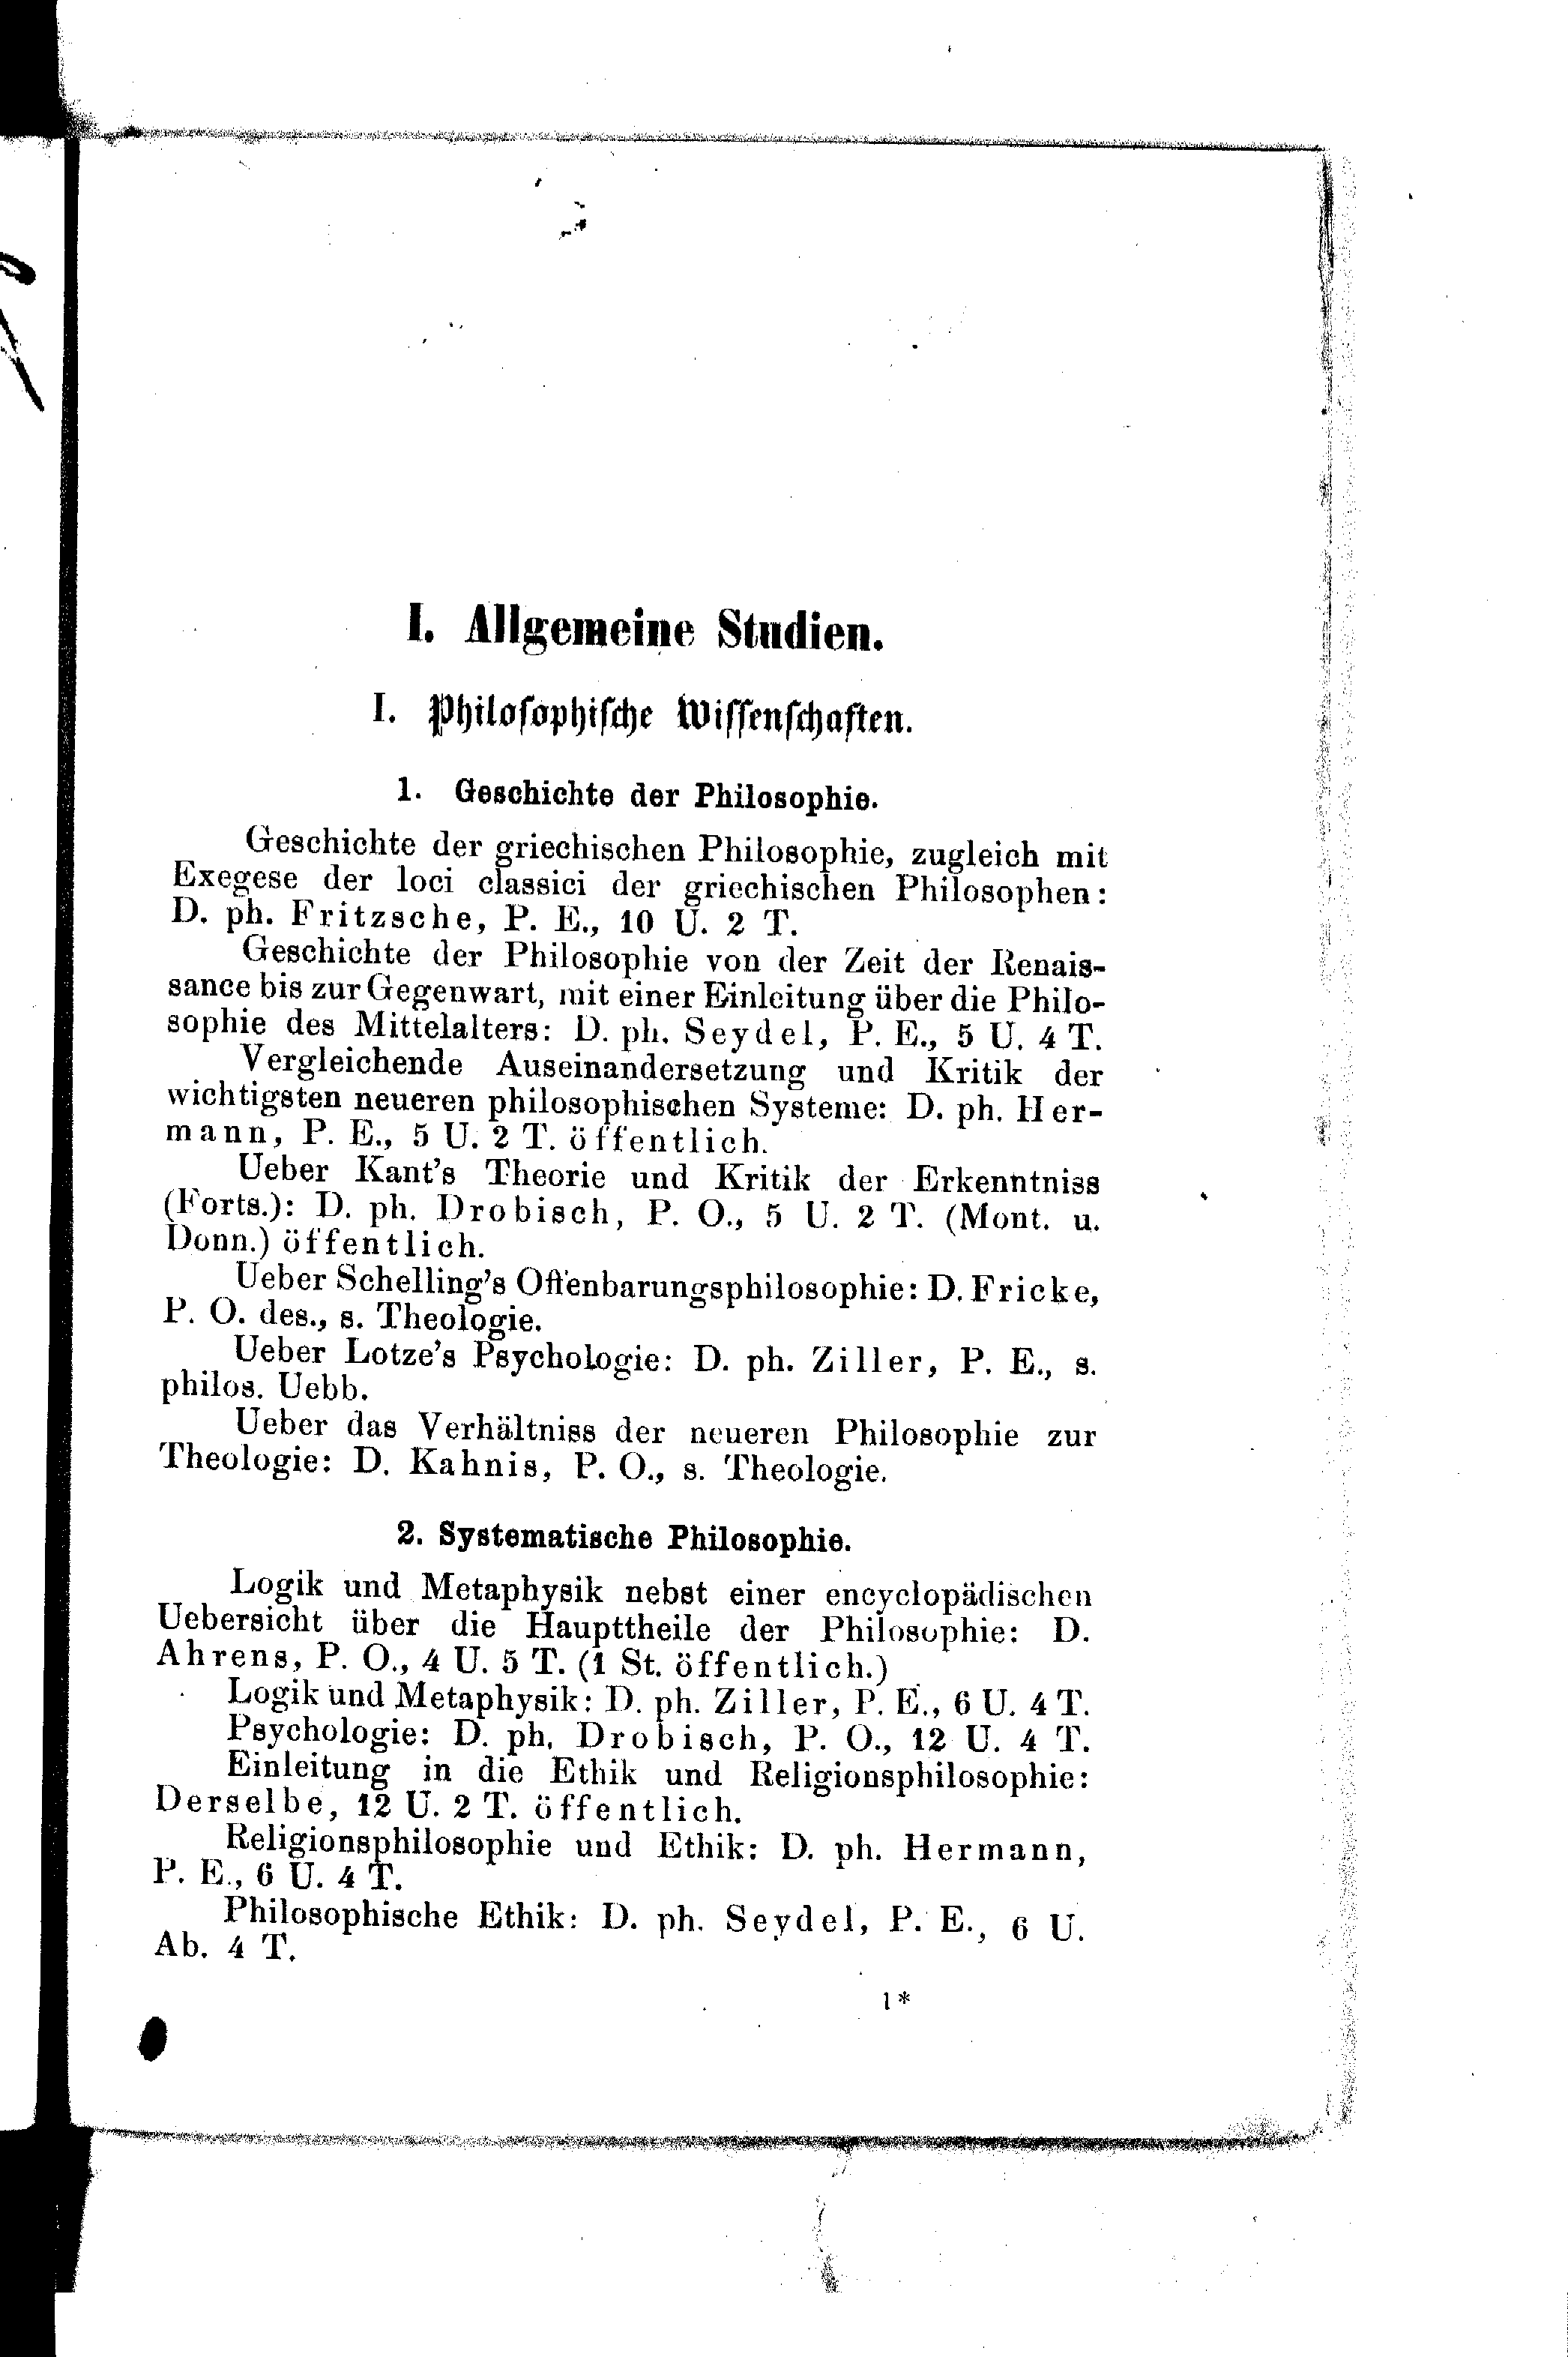 I. Allgemeine Studien.
I. Philosophische Wissenschaften.
1. Geschichte der Philosophie.
Geschichte der griechischen Philosophie, zugleich mit
Exegese der loci classici der griechischen Philosophen:
D. ph. Fritzsche, P. E., 10 U. 2 T.
Geschichte der Philosophie von der Zeit der Renais-
sance bis zur Gegenwart, mit einer Einleitung über die Philo-
sophie des Mittelalters: D. ph. Seydel, P. E., 5 U. 4 T.
Vergleichende Auseinandersetzung und Kritik der
wichtigsten neueren philosophischen Systeme: D. ph. Her-
mann, P. E., 5 U. 2 T. öffentlich.
Ueber Kant's Theorie und Kritik der Erkenntniss
(Forts.): D. ph. Drobisch, P. O., 5 U. 2 T. (Mont. u.
Donn.) öffentlich.
Ueber Schelling's Offenbarungsphilosophie: D. Fricke,
P. O. des., s. Theologie.
Ueber Lotze's Psychologie: D. ph. Ziller, P. E., s.
philos. Uebb.
Ueber das Verhältniss der neueren Philosophie zur
Theologie: D. Kahnis, P. O., s. Theologie.
2. Systematische Philosophie.
Logik und Metaphysik nebst einer encyclopädischen
Uebersicht über die Haupttheile der Philosophie: D.
Ahrens, P. O., 4 U. 5 T. (1 St. öffentlich.)
Logik und Metaphysik: D. ph. Ziller, P. E., 6 U. 4 T.
Psychologie: D. ph. Drobisch, P. O., 12 U. 4 T.
Einleitung in die Ethik und Religionsphilosophie:
Derselbe, 12 U. 2 T. öffentlich.
Religionsphilosophie und Ethik: D. ph. Hermann,
P. E., 6 U. 4 T.
Philosophische Ethik: D. ph. Seydel, P. E., 6 U.
Ab. 4 T.
1*